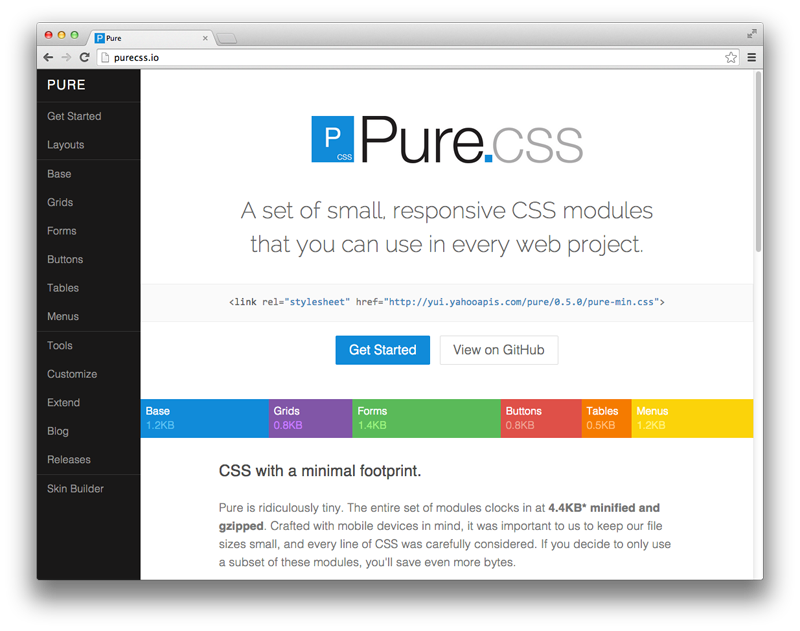 Pure
purecss.io
PURE
Get Started
Layouts
Base
Grids
Forms
Buttons
Tables
Menus
Tools
Customize
Extend
Blog
Releases
Skin Builder
P
CSS
Pure.css
A set of small, responsive CSS modules
that you can use in every web project.
<link rel="stylesheet" href="http://yui.yahooapis.com/pure/0.5.0/pure-min.css">
Get Started
View on GitHub
Base
1.2KB
Grids
0.8KB
Forms
1.4KB
Buttons
0.8KB
Tables
0.5KB
Menus
1.2KB
CSS with a minimal footprint.
Pure is ridiculously tiny. The entire set of modules clocks in at 4.4KB* minified and
gzipped. Crafted with mobile devices in mind, it was important to us to keep our file
sizes small, and every line of CSS was carefully considered. If you decide to only use
a subset of these modules, you'll save even more bytes.